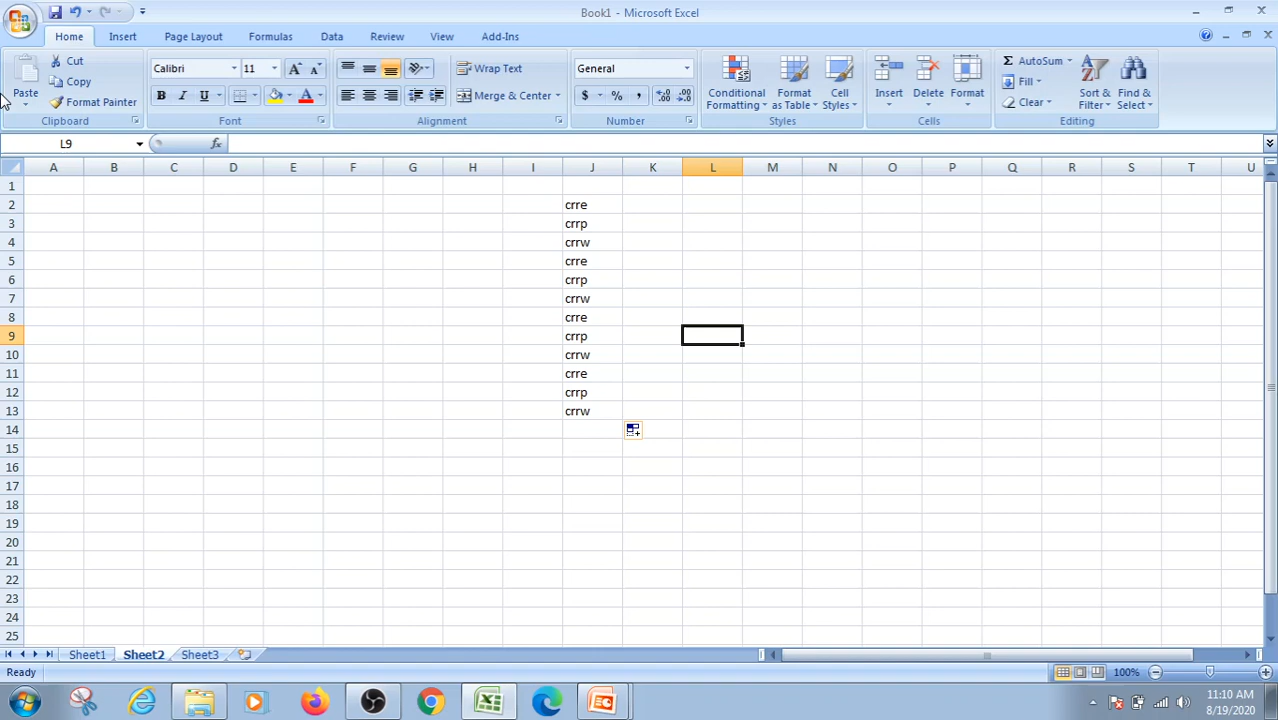 Book1 - Microsoft Excel
Home Insert Page Layout Formulas Data Review View Add-Ins
Paste
Cut
Copy
Format Painter
Clipboard
Calibri 11
B I U A
Font
Wrap Text
Merge & Center
Alignment
General
$ % ,
Number
Conditional Formatting
Format as Table
Cell Styles
Styles
Insert Delete Format
Cells
Σ AutoSum
Fill
Clear
Sort & Filter
Find & Select
Editing
L9 fx
A B C D E F G H I J K L M N O P Q R S T U
1
2 crre
3 crrp
4 crrw
5 crre
6 crrp
7 crrw
8 crre
9 crrp
10 crrw
11 crre
12 crrp
13 crrw
14
15
16
17
18
19
20
21
22
23
24
25
Sheet1 Sheet2 Sheet3
Ready 100%
11:10 AM
8/19/2020